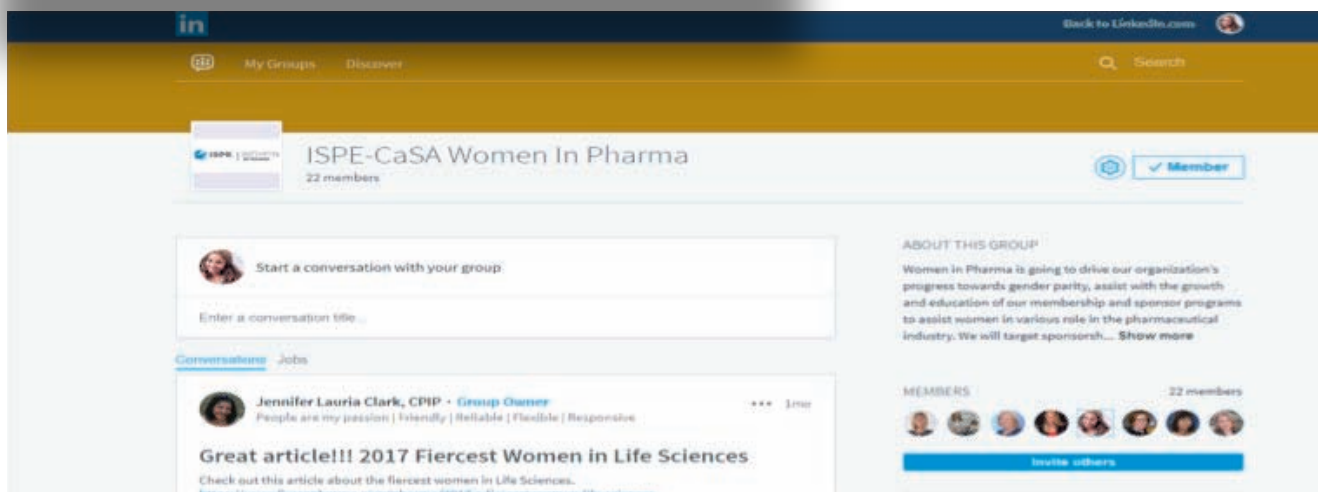 in
Back to LinkedIn.com
My Groups Discover
Search
ISPE
ISPE-CaSA Women In Pharma
22 members
✓ Member
Start a conversation with your group
Enter a conversation title...
Conversations Jobs
Jennifer Lauria Clark, CPIP · Group Owner
••• 1mo
People are my passion | Friendly | Reliable | Flexible | Responsive
Great article!!! 2017 Fiercest Women in Life Sciences
Check out this article about the fiercest women in Life Sciences.
ABOUT THIS GROUP
Women in Pharma is going to drive our organization's
progress towards gender parity, assist with the growth
and education of our membership and sponsor programs
to assist women in various role in the pharmaceutical
industry. We will target sponsorsh... Show more
MEMBERS
22 members
Invite others